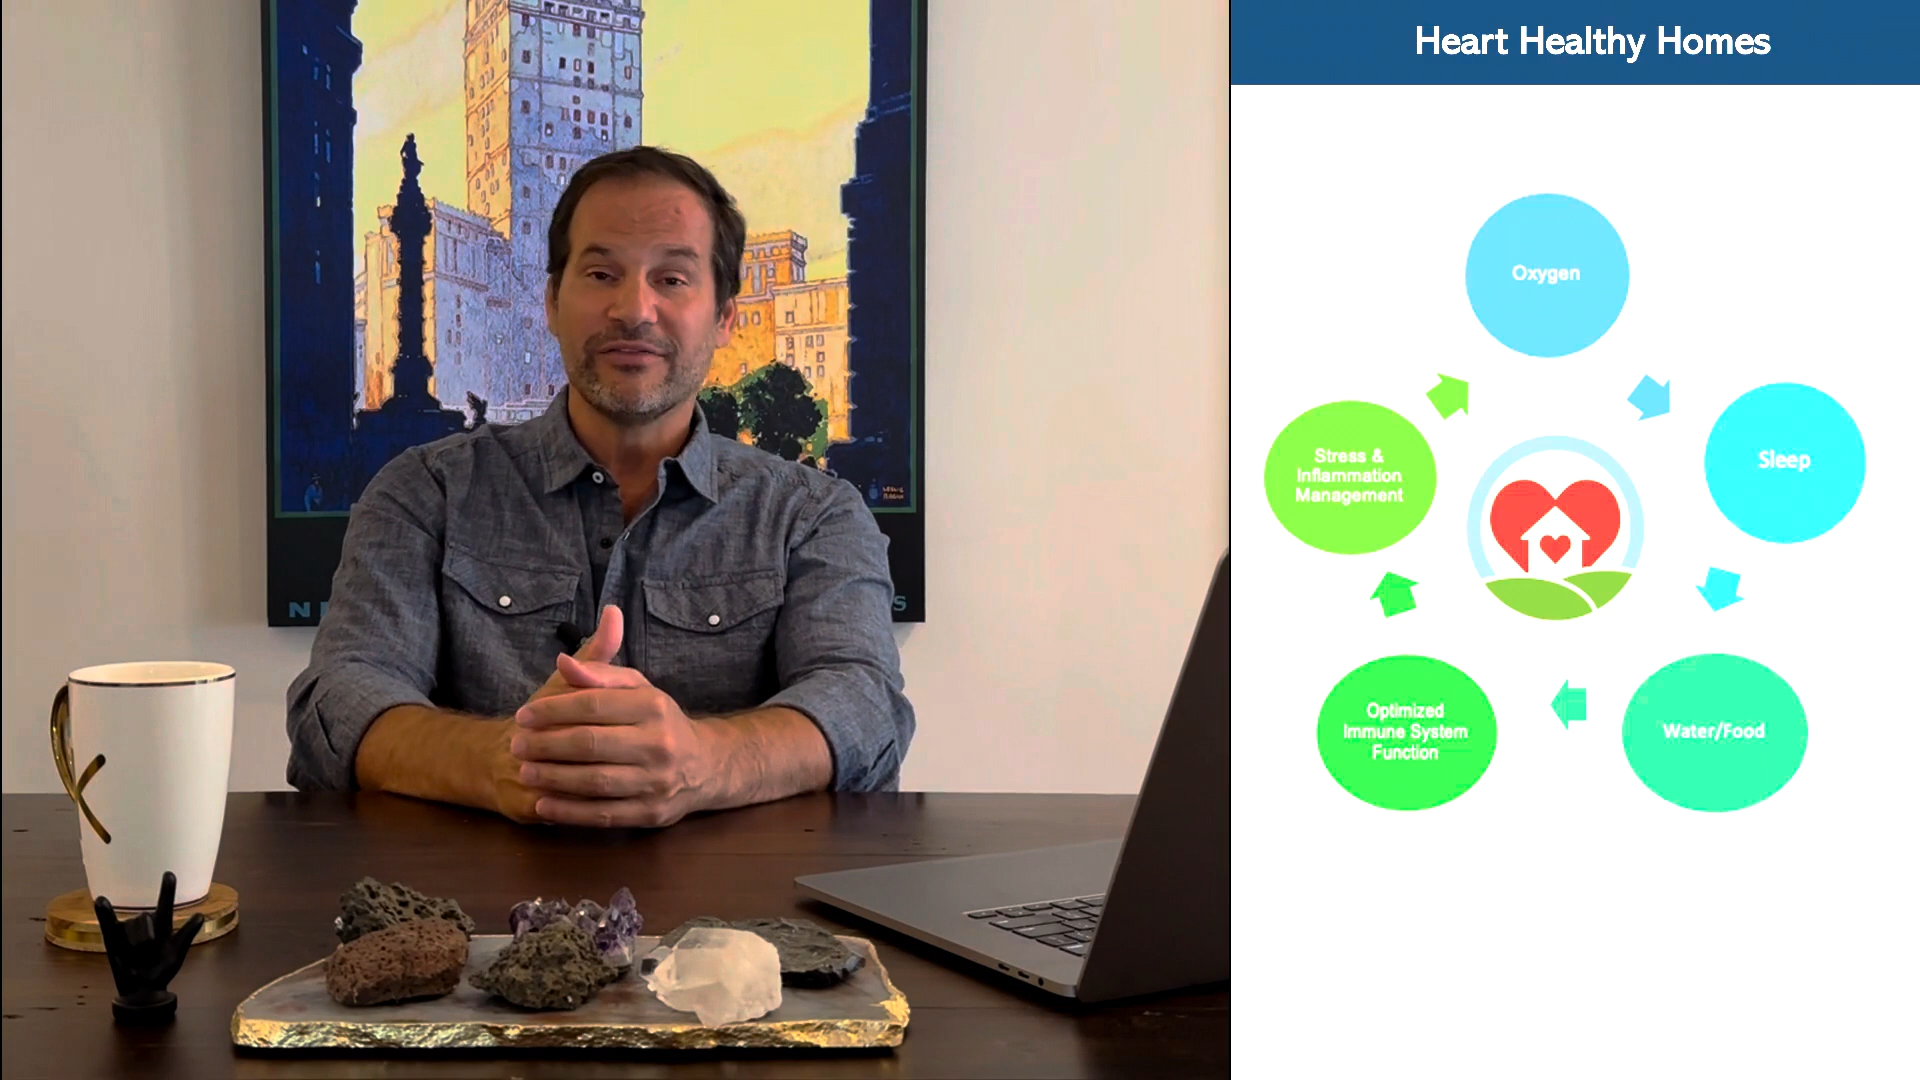 Heart Healthy Homes
Oxygen
Sleep
Water/Food
Optimized
Immune System
Function
Stress &
Inflammation
Management